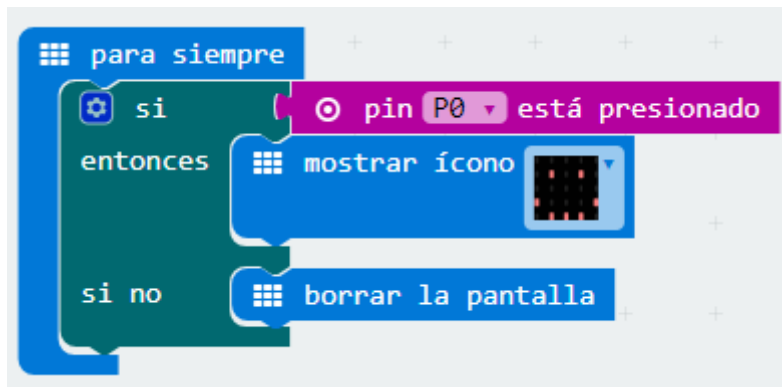 para siempre
si pin P0 está presionado
entonces mostrar ícono
si no borrar la pantalla